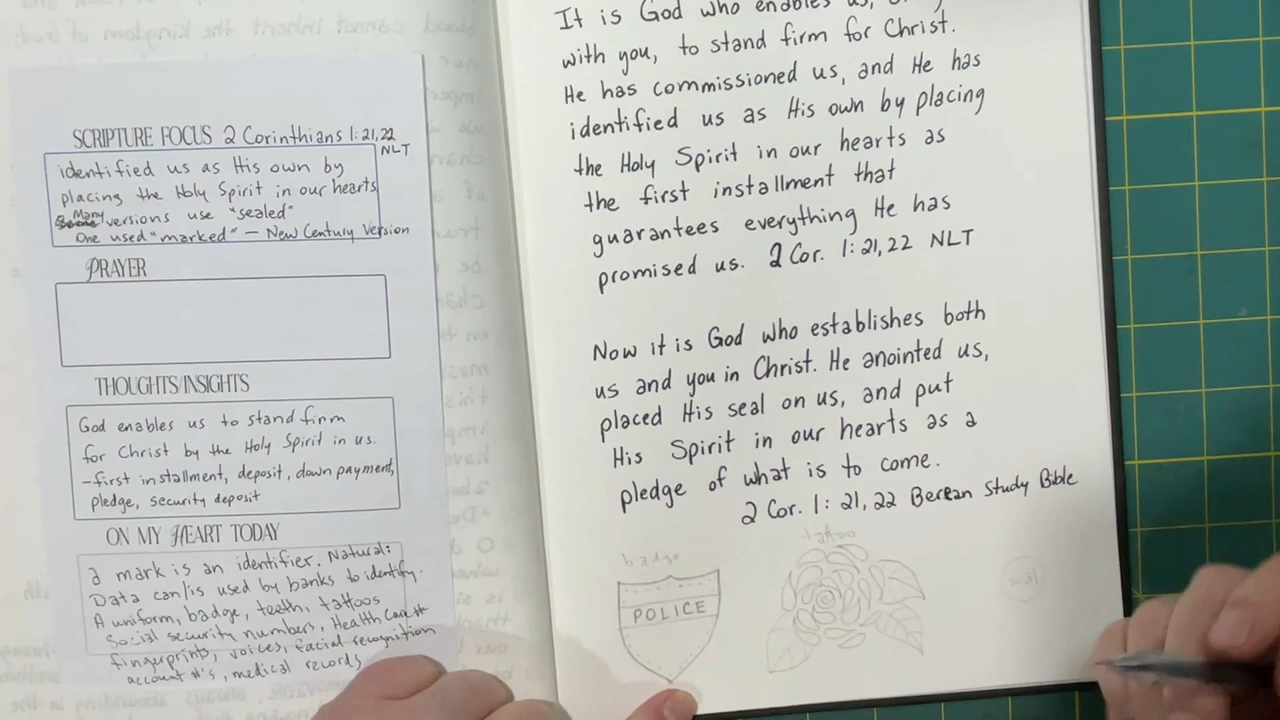 SCRIPTURE FOCUS 2 Corinthians 1:21,22
NLT
identified us as His own by
placing the Holy Spirit in our hearts
Many versions use "sealed"
One used "marked" — New Century Version
PRAYER
THOUGHTS/INSIGHTS
God enables us to stand firm
for Christ by the Holy Spirit in us.
-first installment, deposit, down payment,
pledge, security deposit
ON MY HEART TODAY
a mark is an identifier. Natural:
Data can/is used by banks to identify.
A uniform, badge, teeth, tattoos
Social security numbers, Health Care #
fingerprints, voices, facial recognition
account #'s, medical records
It is God who enables us,
with you, to stand firm for Christ.
He has commissioned us, and He has
identified us as His own by placing
the Holy Spirit in our hearts as
the first installment that
guarantees everything He has
promised us. 2 Cor. 1:21,22 NLT
Now it is God who establishes both
us and you in Christ. He anointed us,
placed His seal on us, and put
His Spirit in our hearts as a
pledge of what is to come.
2 Cor. 1:21,22 Berean Study Bible
badge
POLICE
tattoo
seal